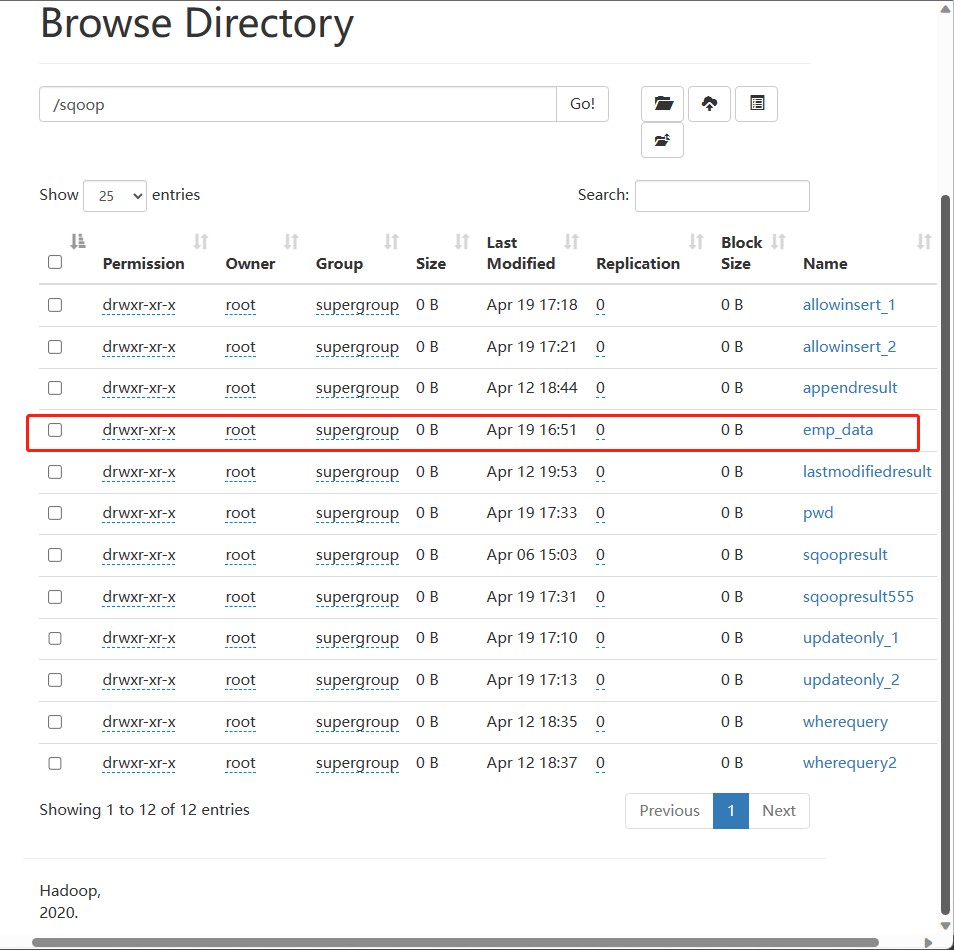 Browse Directory
/sqoop Go!
Show 25 entries Search:
Permission Owner Group Size Last Modified Replication Block Size Name
drwxr-xr-x root supergroup 0 B Apr 19 17:18 0 0 B allowinsert_1
drwxr-xr-x root supergroup 0 B Apr 19 17:21 0 0 B allowinsert_2
drwxr-xr-x root supergroup 0 B Apr 12 18:44 0 0 B appendresult
drwxr-xr-x root supergroup 0 B Apr 19 16:51 0 0 B emp_data
drwxr-xr-x root supergroup 0 B Apr 12 19:53 0 0 B lastmodifiedresult
drwxr-xr-x root supergroup 0 B Apr 19 17:33 0 0 B pwd
drwxr-xr-x root supergroup 0 B Apr 06 15:03 0 0 B sqoopresult
drwxr-xr-x root supergroup 0 B Apr 19 17:31 0 0 B sqoopresult555
drwxr-xr-x root supergroup 0 B Apr 19 17:10 0 0 B updateonly_1
drwxr-xr-x root supergroup 0 B Apr 19 17:13 0 0 B updateonly_2
drwxr-xr-x root supergroup 0 B Apr 12 18:35 0 0 B wherequery
drwxr-xr-x root supergroup 0 B Apr 12 18:37 0 0 B wherequery2
Showing 1 to 12 of 12 entries Previous 1 Next
Hadoop,
2020.